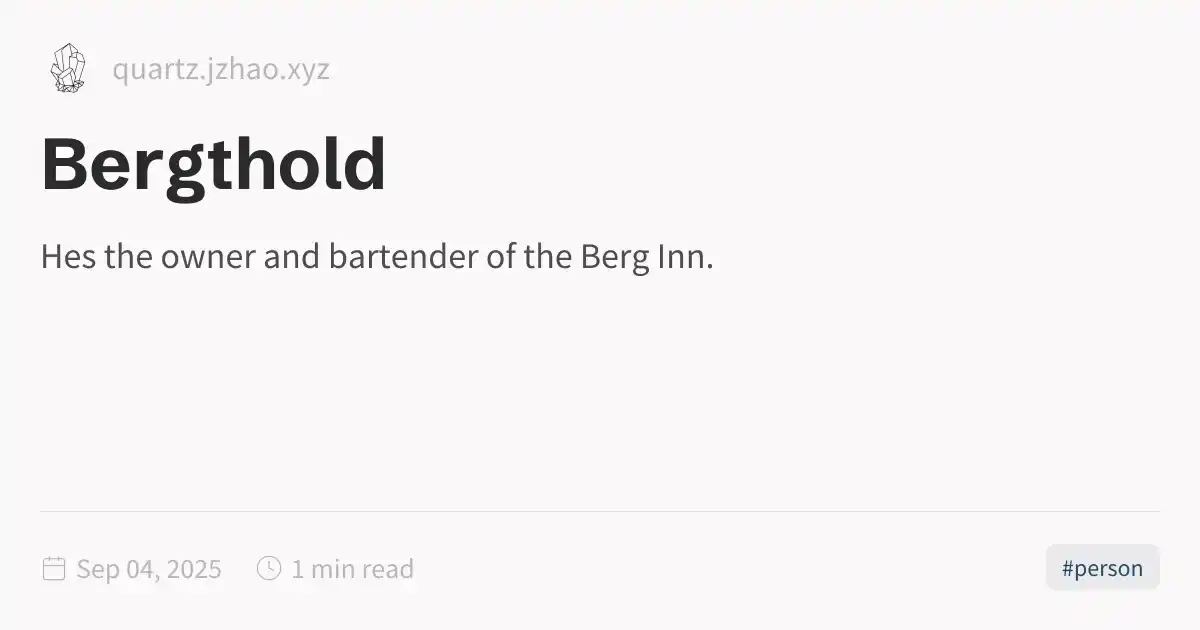 quartz.jzhao.xyz
Bergthold
Hes the owner and bartender of the Berg Inn.
Sep 04, 2025
1 min read
#person